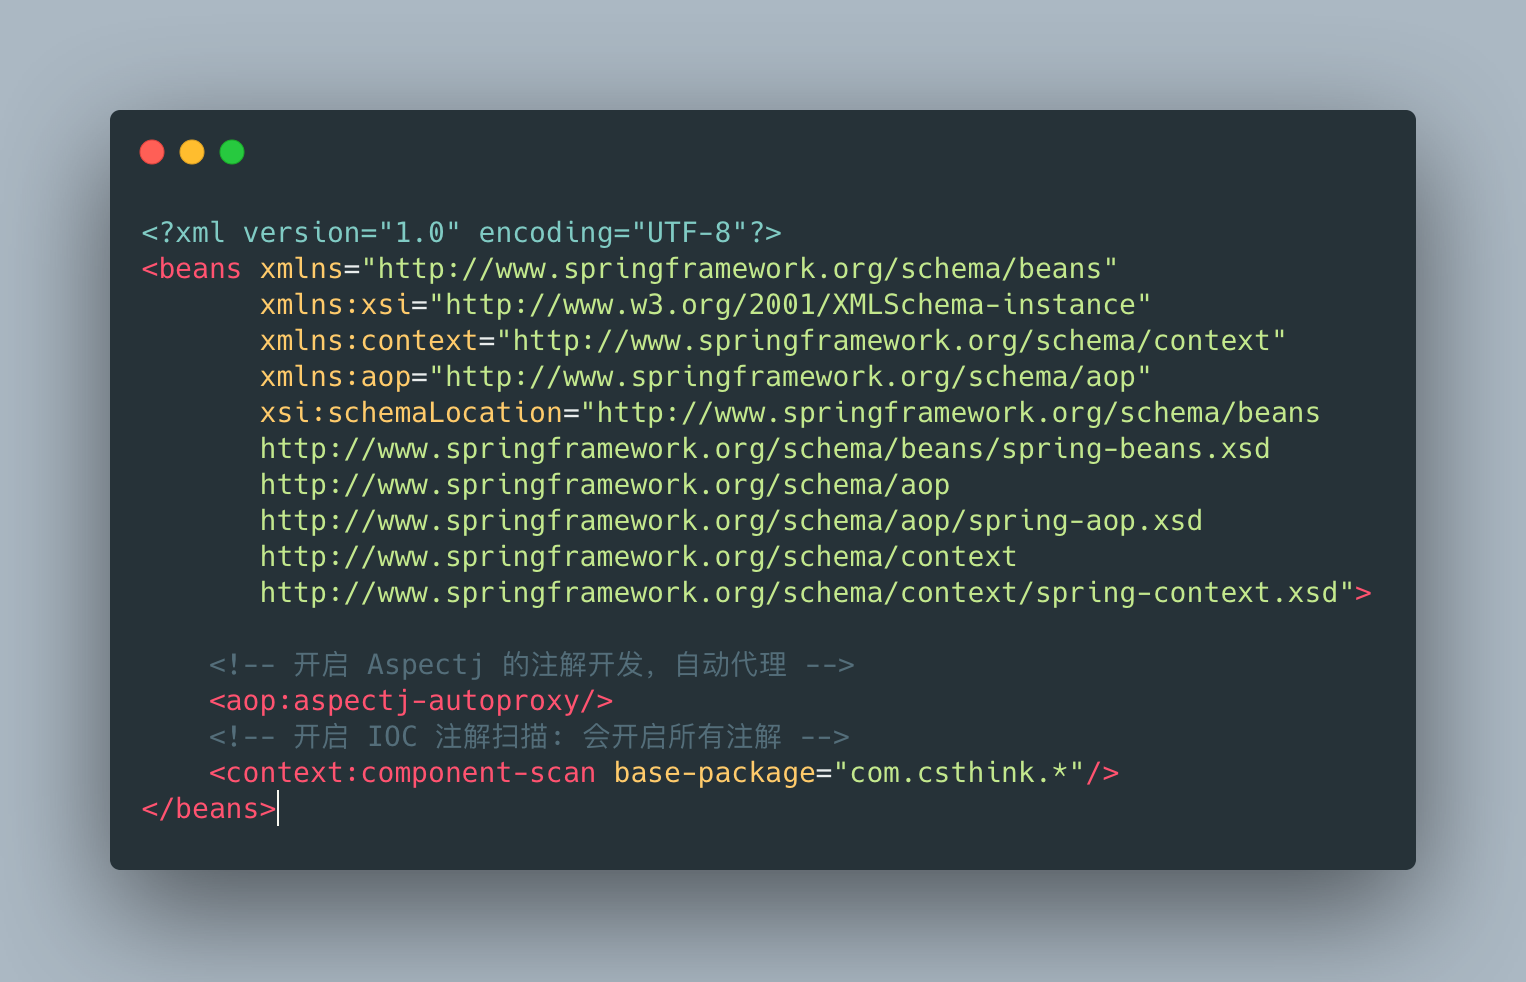 <?xml version="1.0" encoding="UTF-8"?>
<beans xmlns="http://www.springframework.org/schema/beans"
       xmlns:xsi="http://www.w3.org/2001/XMLSchema-instance"
       xmlns:context="http://www.springframework.org/schema/context"
       xmlns:aop="http://www.springframework.org/schema/aop"
       xsi:schemaLocation="http://www.springframework.org/schema/beans
       http://www.springframework.org/schema/beans/spring-beans.xsd
       http://www.springframework.org/schema/aop
       http://www.springframework.org/schema/aop/spring-aop.xsd
       http://www.springframework.org/schema/context
       http://www.springframework.org/schema/context/spring-context.xsd">
    <!-- 开启 Aspectj 的注解开发，自动代理 -->
    <aop:aspectj-autoproxy/>
    <!-- 开启 IOC 注解扫描: 会开启所有注解 -->
    <context:component-scan base-package="com.csthink.*"/>
</beans>